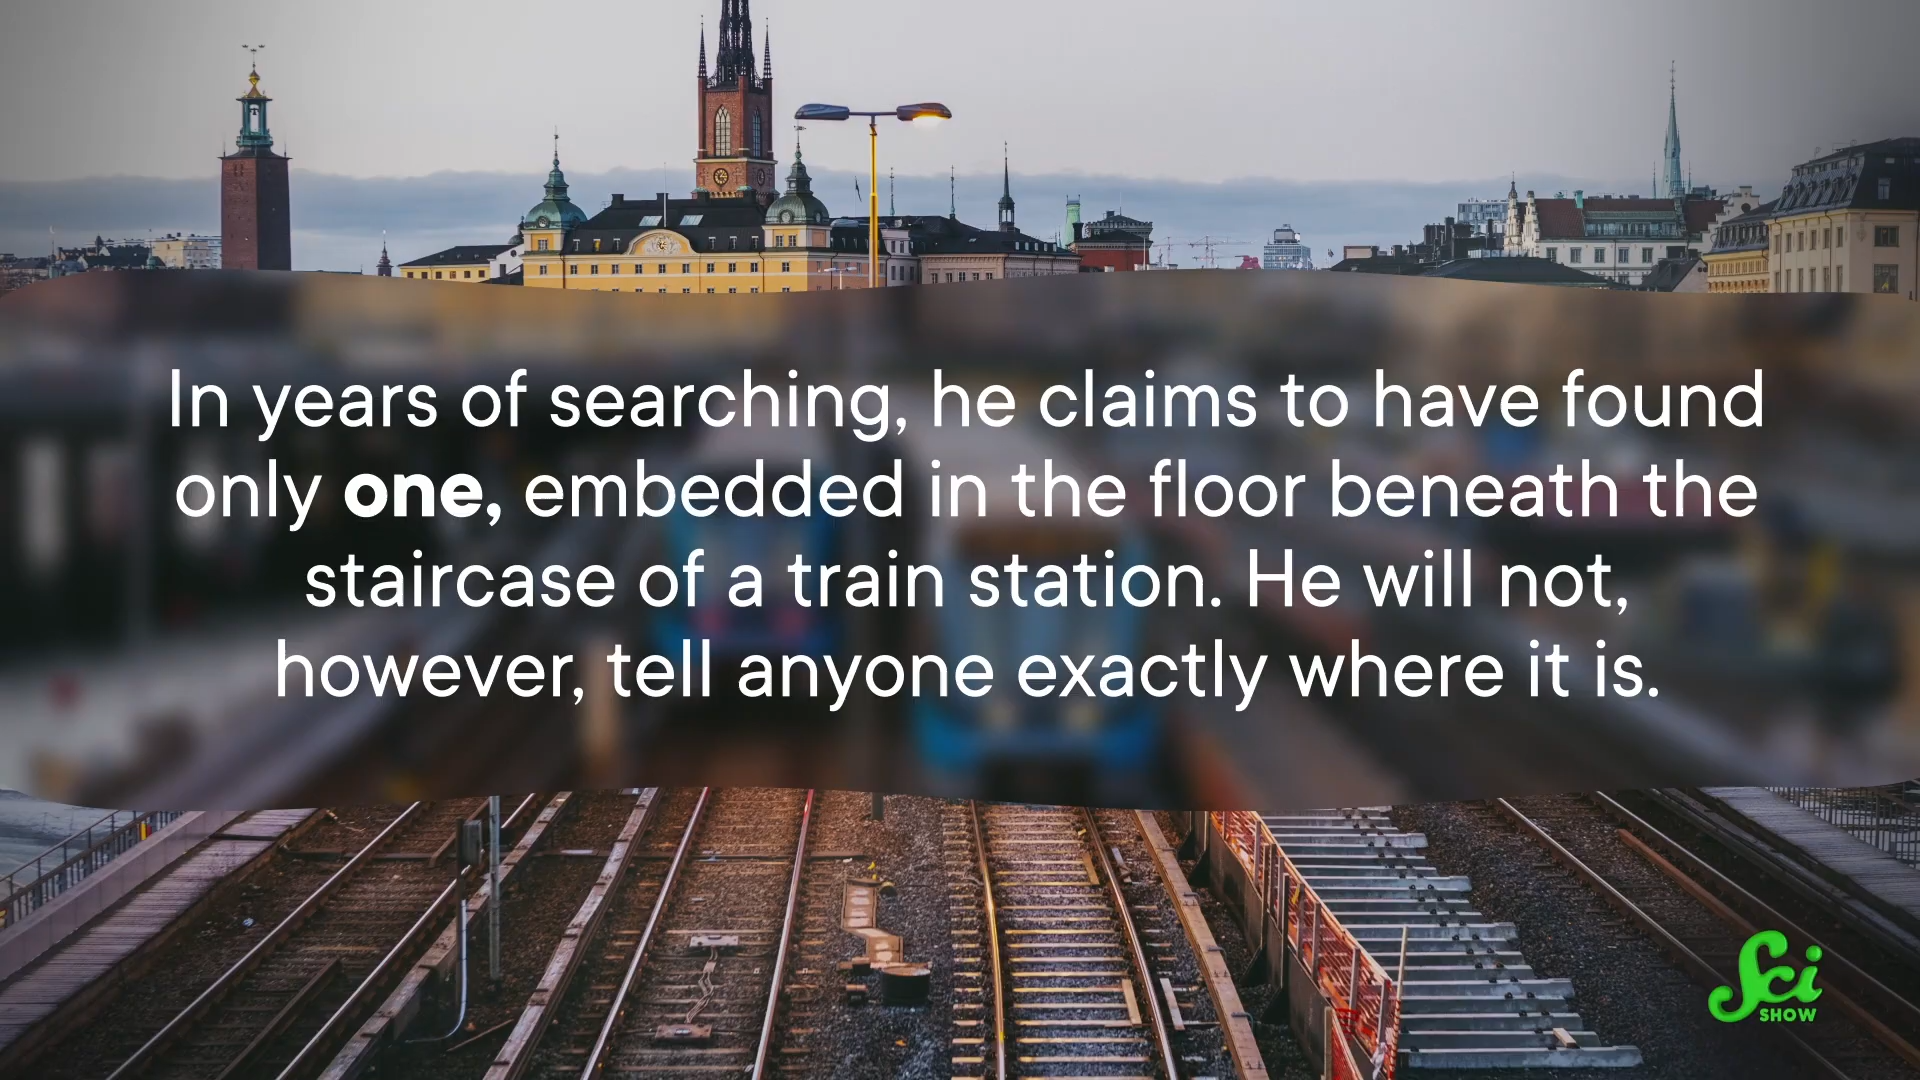 In years of searching, he claims to have found
only one, embedded in the floor beneath the
staircase of a train station. He will not,
however, tell anyone exactly where it is.
Sci
SHOW